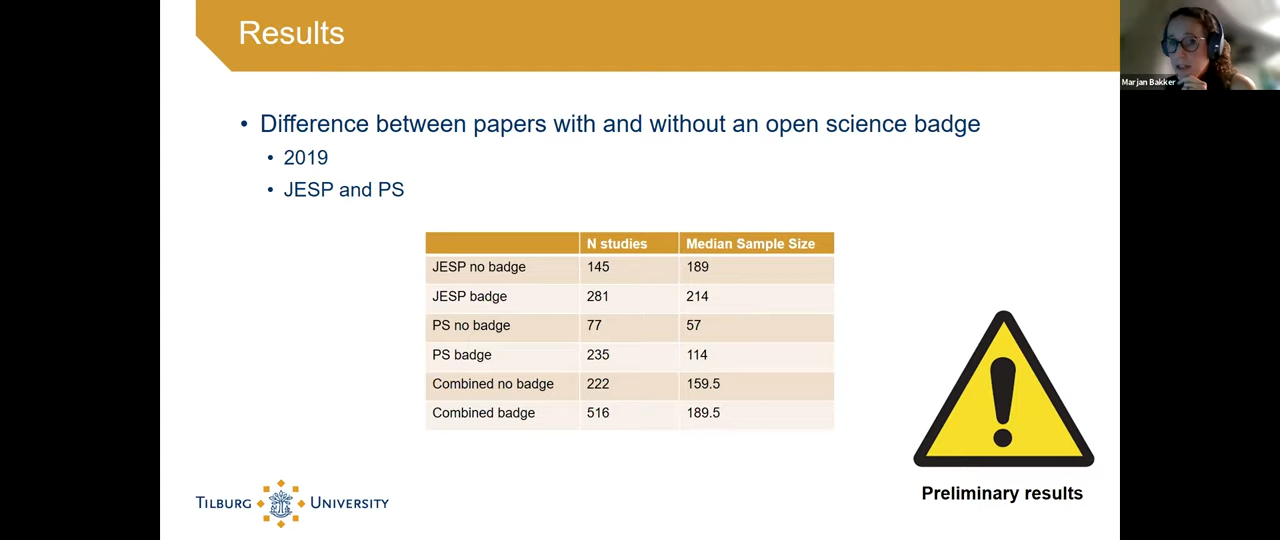 Results
Marjan Bakker
• Difference between papers with and without an open science badge
• 2019
• JESP and PS
N studies Median Sample Size
JESP no badge 145 189
JESP badge 281 214
PS no badge 77 57
PS badge 235 114
Combined no badge 222 159.5
Combined badge 516 189.5
Preliminary results
TILBURG UNIVERSITY